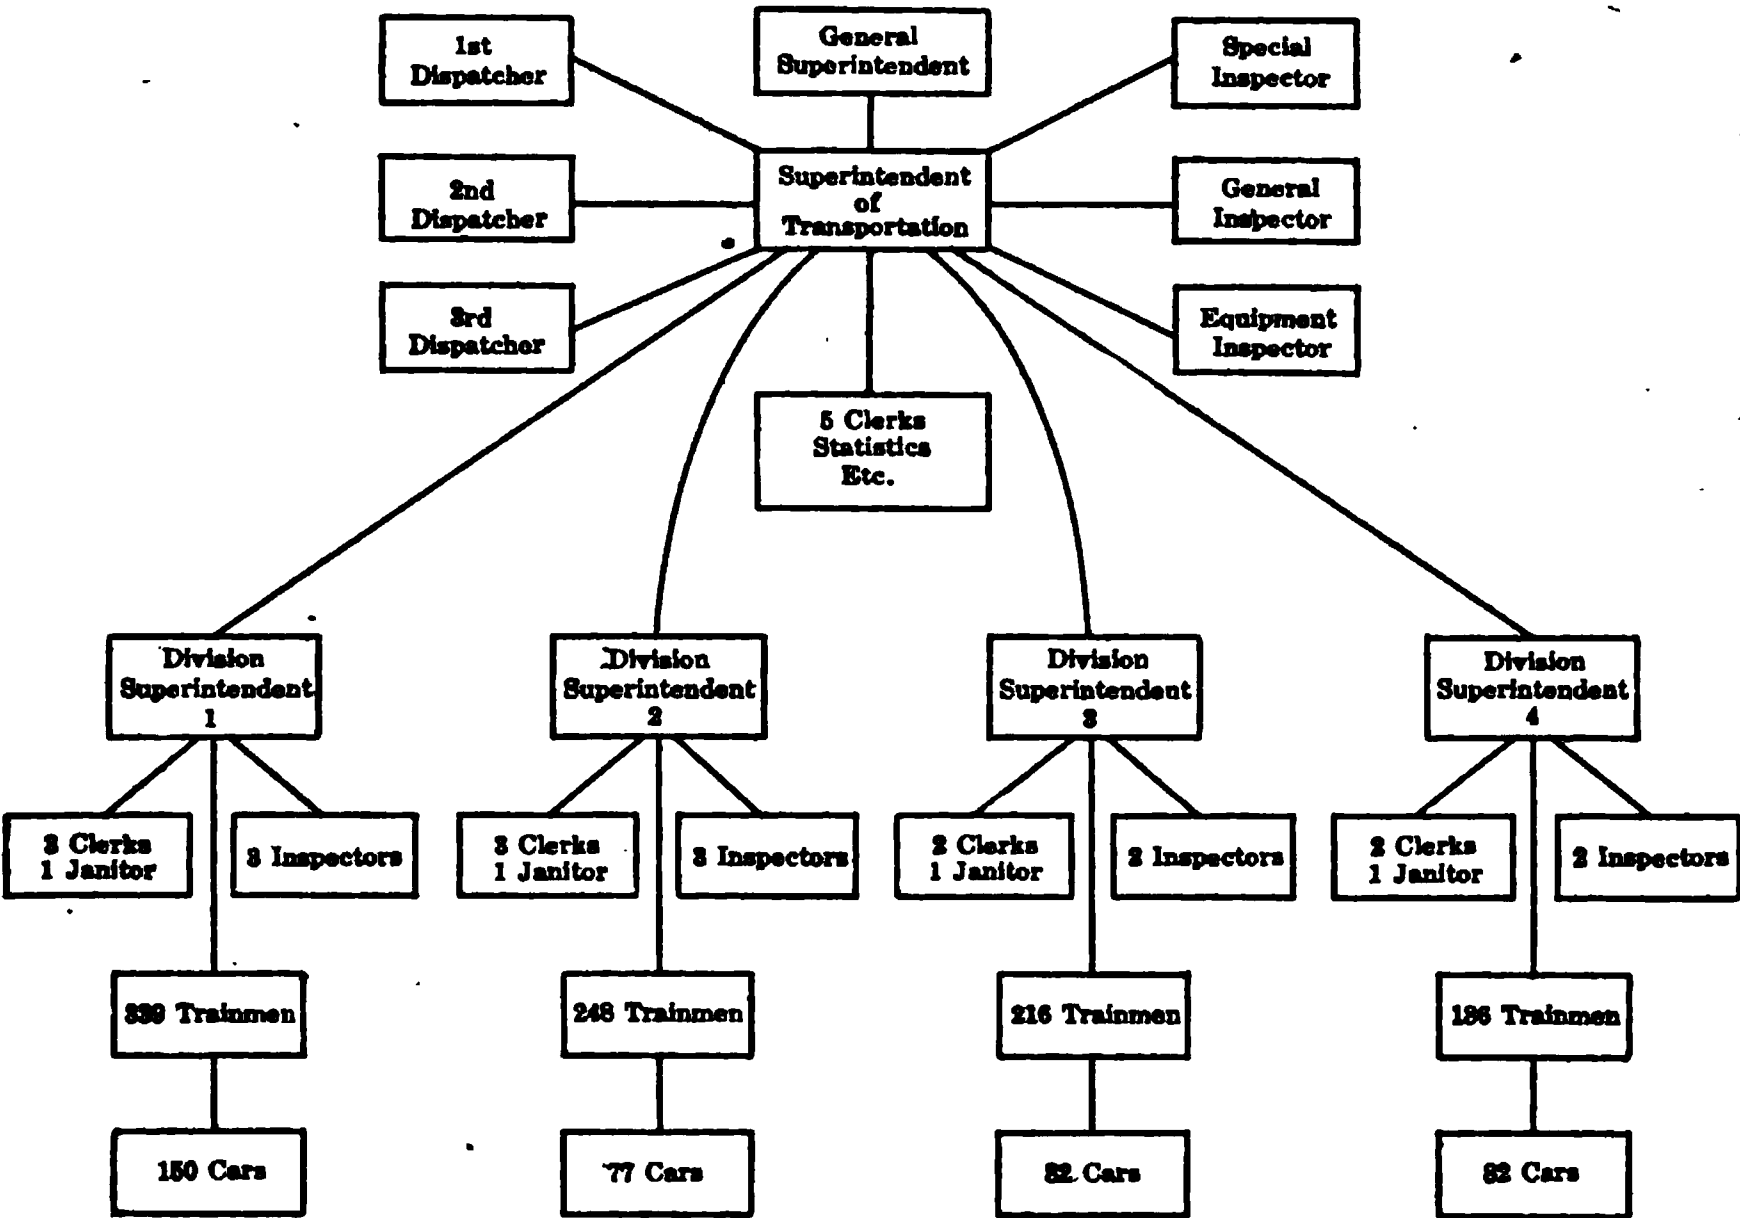 1st
Dispatcher
General
Superintendent
Special
Inspector
2nd
Dispatcher
Superintendent
of
Transportation
General
Inspector
3rd
Dispatcher
Equipment
Inspector
5 Clerks
Statistics
Etc.
Division
Superintendent
1
Division
Superintendent
2
Division
Superintendent
3
Division
Superintendent
4
3 Clerks
1 Janitor
3 Inspectors
3 Clerks
1 Janitor
3 Inspectors
2 Clerks
1 Janitor
2 Inspectors
2 Clerks
1 Janitor
2 Inspectors
339 Trainmen
248 Trainmen
216 Trainmen
186 Trainmen
150 Cars
77 Cars
82 Cars
82 Cars